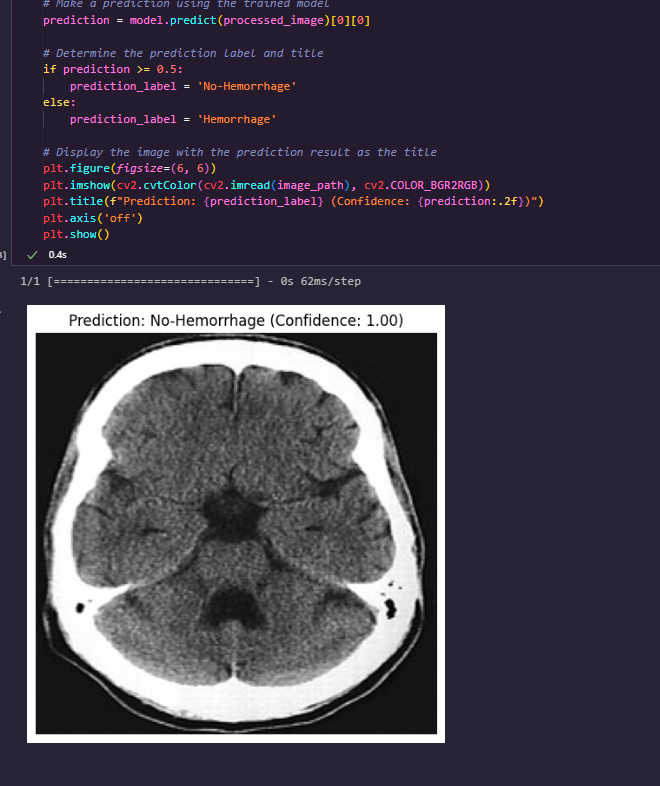 # Make a prediction using the trained model
prediction = model.predict(processed_image)[0][0]
# Determine the prediction label and title
if prediction >= 0.5:
prediction_label = 'No-Hemorrhage'
else:
prediction_label = 'Hemorrhage'
# Display the image with the prediction result as the title
plt.figure(figsize=(6, 6))
plt.imshow(cv2.cvtColor(cv2.imread(image_path), cv2.COLOR_BGR2RGB))
plt.title(f"Prediction: {prediction_label} (Confidence: {prediction:.2f})")
plt.axis('off')
plt.show()
] 0.4s
1/1 [==============================] - 0s 62ms/step
Prediction: No-Hemorrhage (Confidence: 1.00)